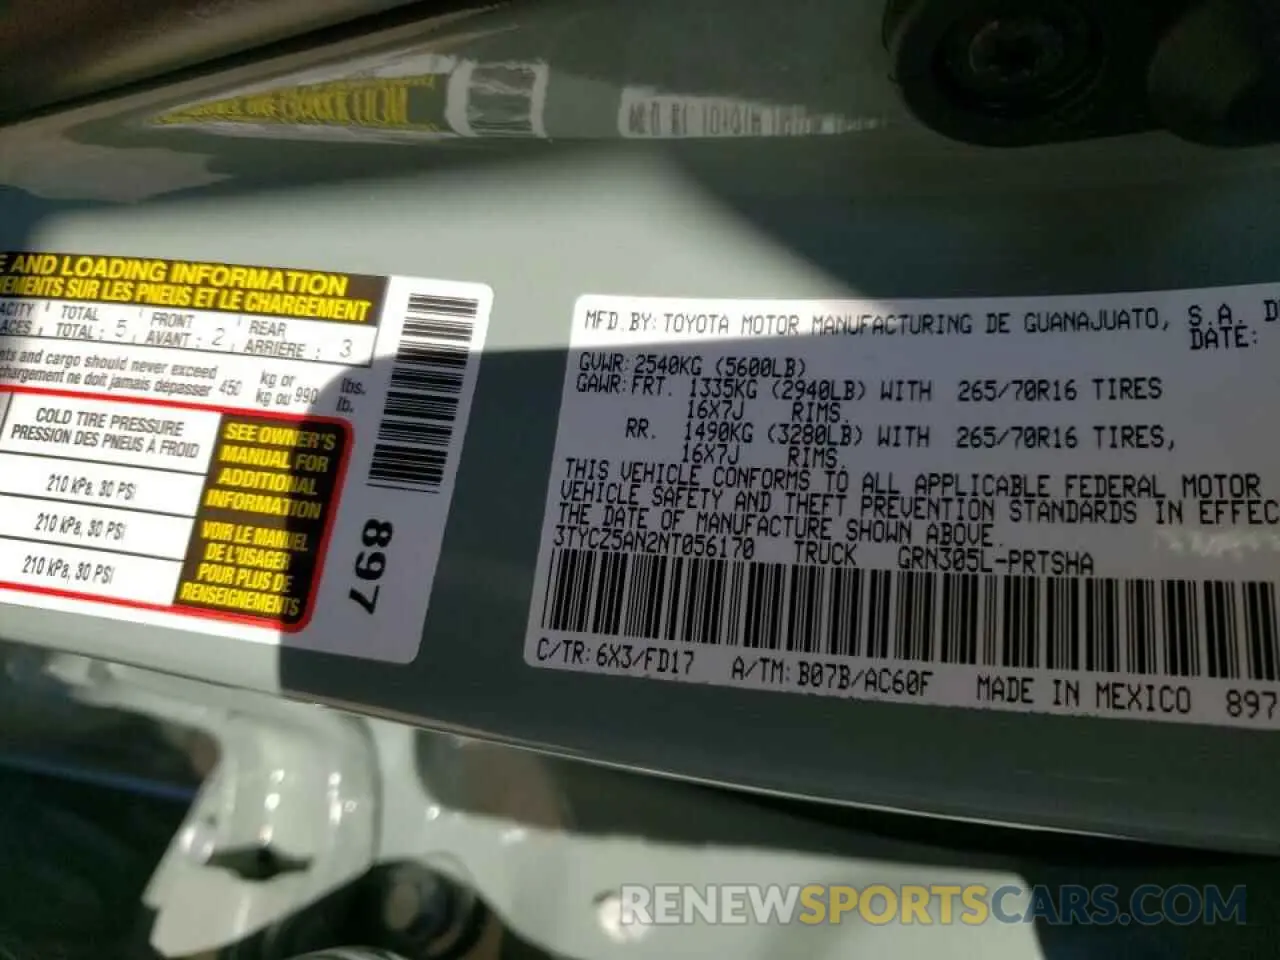 E AND LOADING INFORMATION
EMENTS SUR LES PNEUS ET LE CHARGEMENT
ACITY TOTAL FRONT REAR
ACES, TOTAL: 5, AVANT: 2, ARRIÈRE: 3
nts and cargo should never exceed kg or lbs.
chargement ne doit jamais dépasser 450 kg ou 990 lb.
COLD TIRE PRESSURE
PRESSION DES PNEUS À FROID
210 kPa, 30 PSI
210 kPa, 30 PSI
210 kPa, 30 PSI
SEE OWNER'S
MANUAL FOR
ADDITIONAL
INFORMATION
VOIR LE MANUEL
DE L'USAGER
POUR PLUS DE
RENSEIGNEMENTS
897
MFD. BY: TOYOTA MOTOR MANUFACTURING DE GUANAJUATO, S.A. D
DATE:
GVWR: 2540KG (5600LB)
GAWR: FRT. 1335KG (2940LB) WITH 265/70R16 TIRES
16X7J RIMS.
RR. 1490KG (3280LB) WITH 265/70R16 TIRES,
16X7J RIMS.
THIS VEHICLE CONFORMS TO ALL APPLICABLE FEDERAL MOTOR
VEHICLE SAFETY AND THEFT PREVENTION STANDARDS IN EFFEC
THE DATE OF MANUFACTURE SHOWN ABOVE.
3TYCZ5AN2NT056170 TRUCK GRN305L-PRTSHA
C/TR: 6X3/FD17 A/TM: B07B/AC60F MADE IN MEXICO 897
RENEWSPORTSCARS.COM